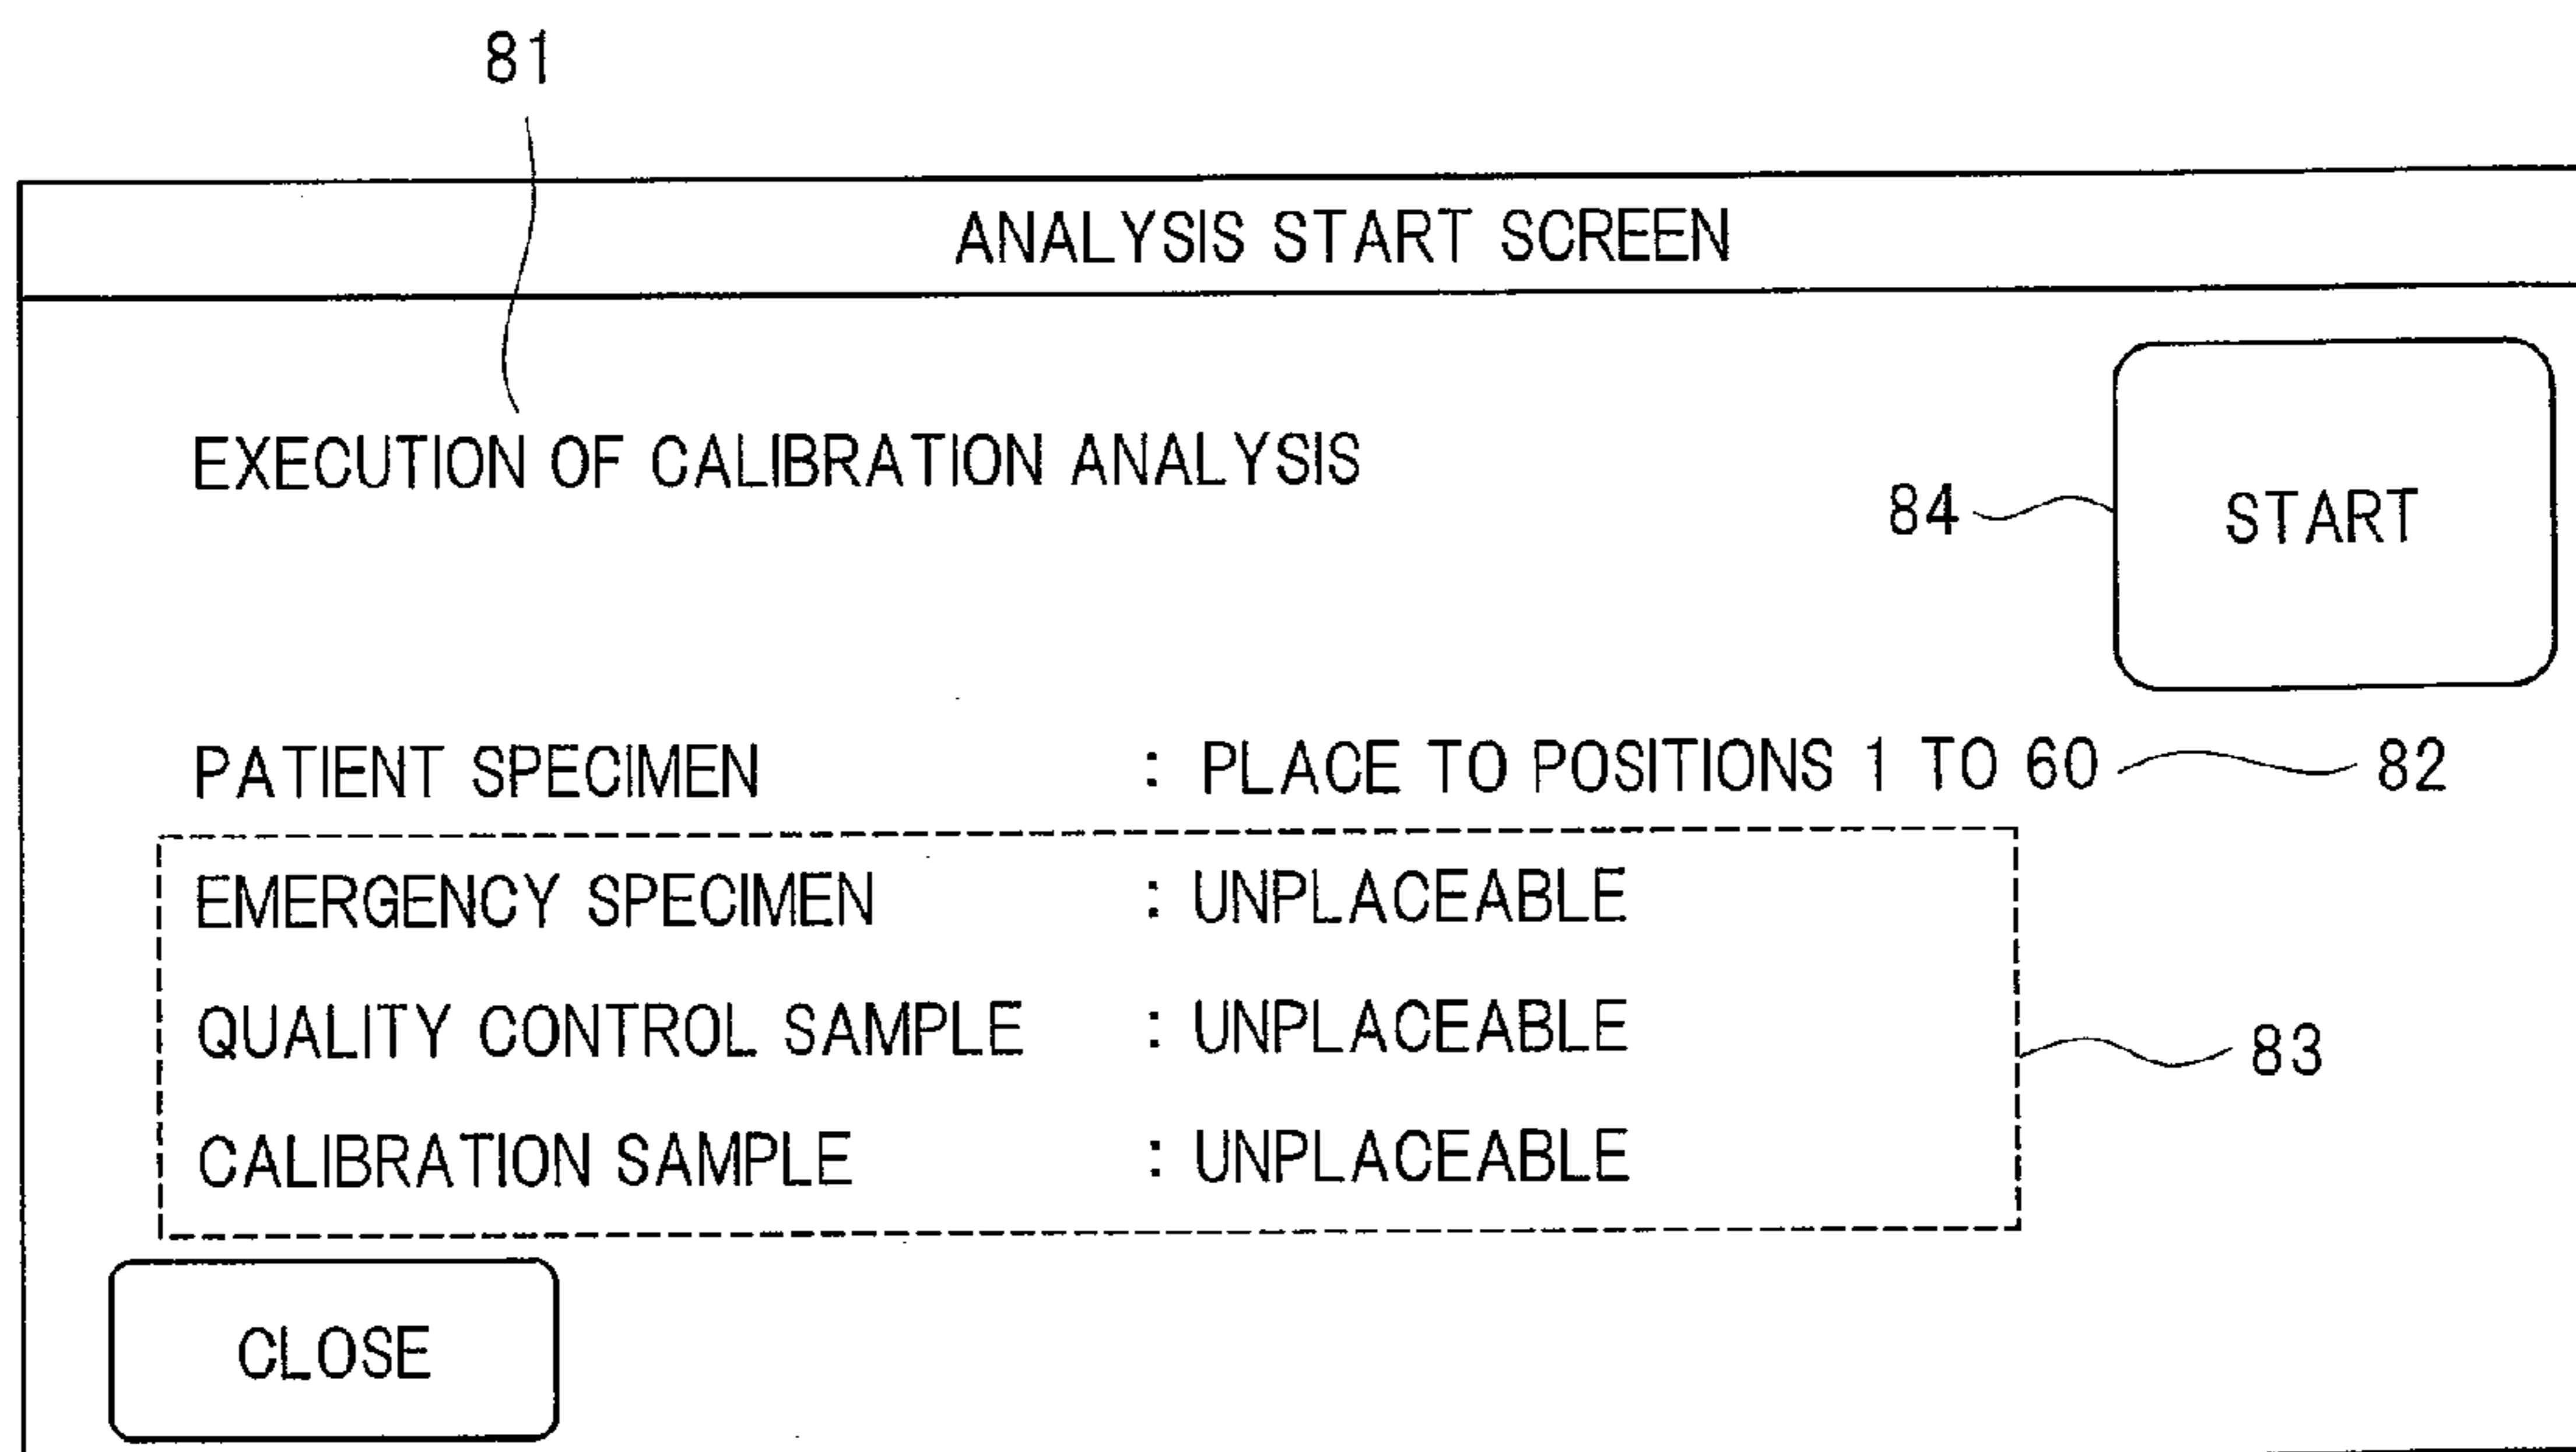 81
ANALYSIS START SCREEN
EXECUTION OF CALIBRATION ANALYSIS
84
START
PATIENT SPECIMEN : PLACE TO POSITIONS 1 TO 60
82
EMERGENCY SPECIMEN : UNPLACEABLE
QUALITY CONTROL SAMPLE : UNPLACEABLE
83
CALIBRATION SAMPLE : UNPLACEABLE
CLOSE